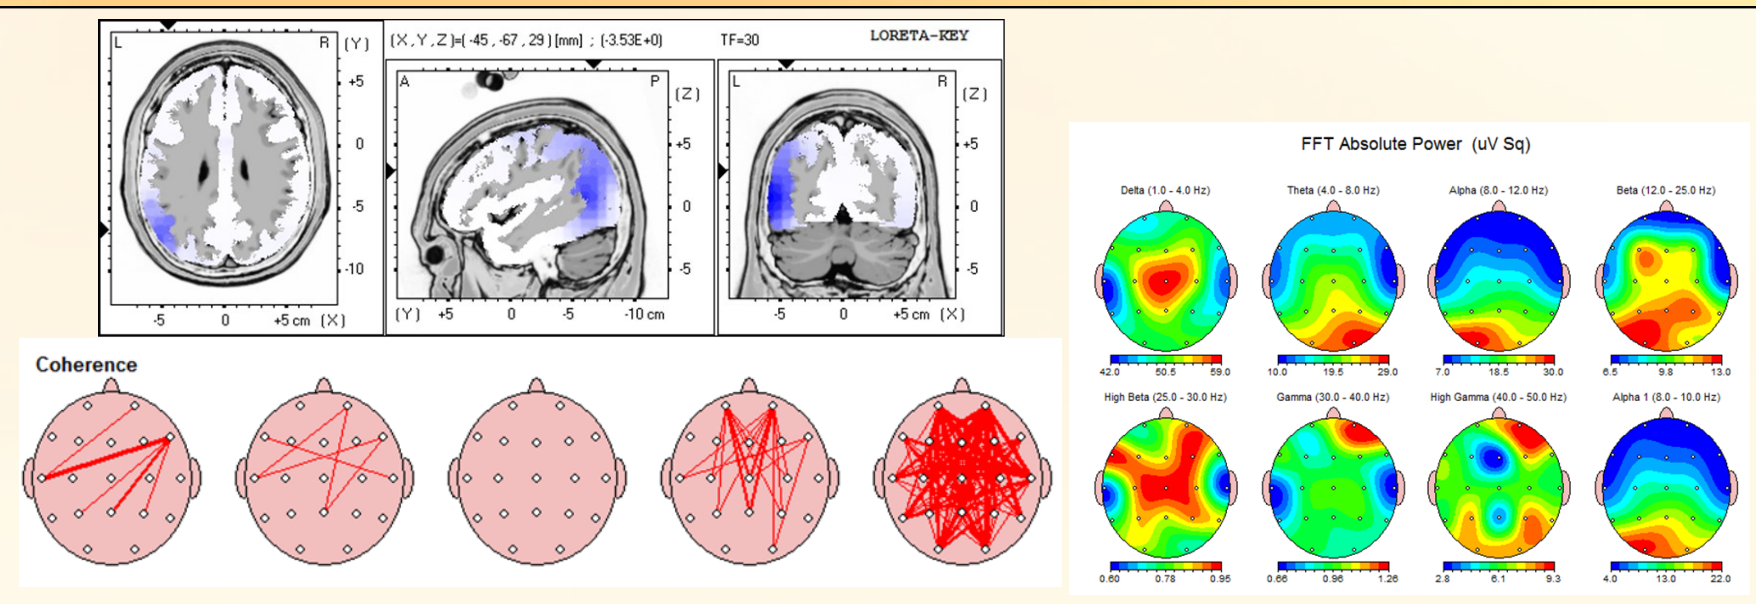 (X,Y,Z)=(-45,-67,29)[mm] ; (-3.53E+0) TF=30 LORETA-KEY
L R (Y)
+5
0
-5
-10
-5 0 +5 cm (X)
A P (Z)
+5
0
-5
(Y) +5 0 -5 -10 cm
L R (Z)
+5
0
-5
-5 0 +5 cm (X)
Coherence
FFT Absolute Power (uV Sq)
Delta (1.0 - 4.0 Hz) Theta (4.0 - 8.0 Hz) Alpha (8.0 - 12.0 Hz) Beta (12.0 - 25.0 Hz)
42.0 50.5 59.0 10.0 19.5 29.0 7.0 18.5 30.0 6.5 9.8 13.0
High Beta (25.0 - 30.0 Hz) Gamma (30.0 - 40.0 Hz) High Gamma (40.0 - 50.0 Hz) Alpha 1 (8.0 - 10.0 Hz)
0.60 0.78 0.95 0.66 0.96 1.26 2.8 6.1 9.3 4.0 13.0 22.0